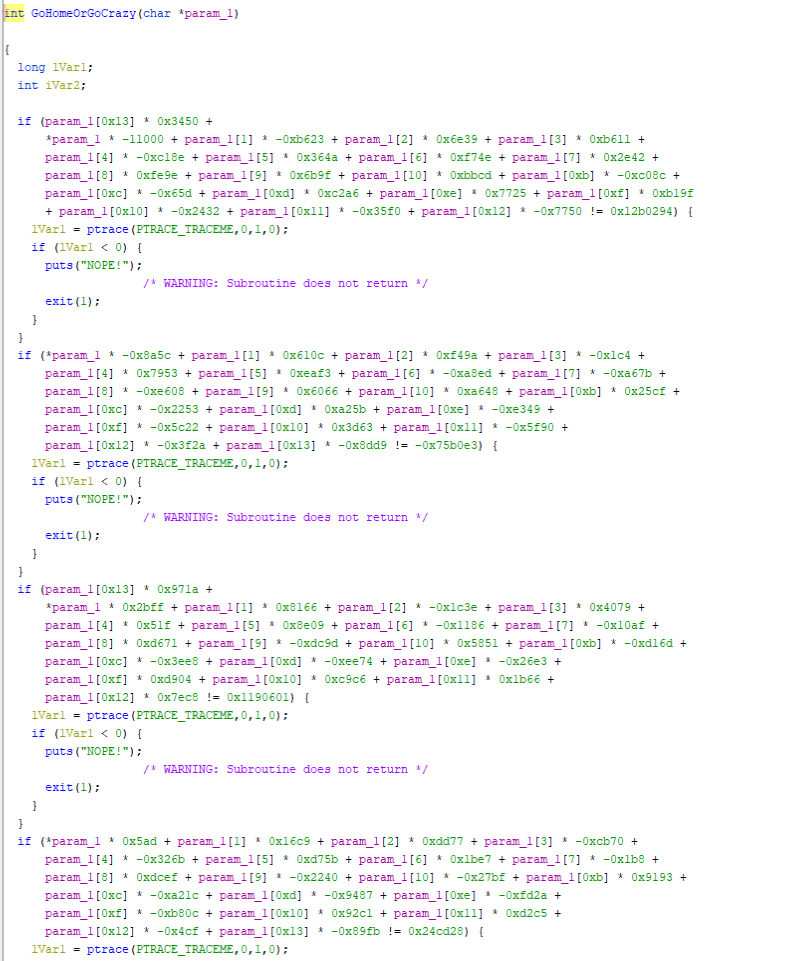 int GoHomeOrGoCrazy(char *param_1)
{
long lVar1;
int iVar2;
if (param_1[0x13] * 0x3450 +
*param_1 * -11000 + param_1[1] * -0xb623 + param_1[2] * 0x6e39 + param_1[3] * 0xb611 +
param_1[4] * -0xc18e + param_1[5] * 0x364a + param_1[6] * 0xf74e + param_1[7] * 0x2e42 +
param_1[8] * 0xfe9e + param_1[9] * 0x6b9f + param_1[10] * 0xbbcd + param_1[0xb] * -0xc08c +
param_1[0xc] * -0x65d + param_1[0xd] * 0xc2a6 + param_1[0xe] * 0x7725 + param_1[0xf] * 0xb19f
+ param_1[0x10] * -0x2432 + param_1[0x11] * -0x35f0 + param_1[0x12] * -0x7750 != 0x12b0294) {
lVar1 = ptrace(PTRACE_TRACEME,0,1,0);
if (lVar1 < 0) {
puts("NOPE!");
/* WARNING: Subroutine does not return */
exit(1);
}
}
if (*param_1 * -0x8a5c + param_1[1] * 0x610c + param_1[2] * 0xf49a + param_1[3] * -0x1c4 +
param_1[4] * 0x7953 + param_1[5] * 0xeaf3 + param_1[6] * -0xa8ed + param_1[7] * -0xa67b +
param_1[8] * -0xe608 + param_1[9] * 0x6066 + param_1[10] * 0xa648 + param_1[0xb] * 0x25cf +
param_1[0xc] * -0x2253 + param_1[0xd] * 0xa25b + param_1[0xe] * -0xe349 +
param_1[0xf] * -0x5c22 + param_1[0x10] * 0x3d63 + param_1[0x11] * -0x5f90 +
param_1[0x12] * -0x3f2a + param_1[0x13] * -0x8dd9 != -0x75b0e3) {
lVar1 = ptrace(PTRACE_TRACEME,0,1,0);
if (lVar1 < 0) {
puts("NOPE!");
/* WARNING: Subroutine does not return */
exit(1);
}
}
if (param_1[0x13] * 0x971a +
*param_1 * 0x2bff + param_1[1] * 0x8166 + param_1[2] * -0x1c3e + param_1[3] * 0x4079 +
param_1[4] * 0x51f + param_1[5] * 0x8e09 + param_1[6] * -0x1186 + param_1[7] * -0x10af +
param_1[8] * 0xd671 + param_1[9] * -0xdc9d + param_1[10] * 0x5851 + param_1[0xb] * -0xd16d +
param_1[0xc] * -0x3ee8 + param_1[0xd] * -0xee74 + param_1[0xe] * -0x26e3 +
param_1[0xf] * 0xd904 + param_1[0x10] * 0xc9c6 + param_1[0x11] * 0x1b66 +
param_1[0x12] * 0x7ec8 != 0x1190601) {
lVar1 = ptrace(PTRACE_TRACEME,0,1,0);
if (lVar1 < 0) {
puts("NOPE!");
/* WARNING: Subroutine does not return */
exit(1);
}
}
if (*param_1 * 0x5ad + param_1[1] * 0x16c9 + param_1[2] * 0xdd77 + param_1[3] * -0xcb70 +
param_1[4] * -0x326b + param_1[5] * 0xd75b + param_1[6] * 0x1be7 + param_1[7] * -0x1b8 +
param_1[8] * 0xdcef + param_1[9] * -0x2240 + param_1[10] * -0x27bf + param_1[0xb] * 0x9193 +
param_1[0xc] * -0xa21c + param_1[0xd] * -0x9487 + param_1[0xe] * -0xfd2a +
param_1[0xf] * -0xb80c + param_1[0x10] * 0x92c1 + param_1[0x11] * 0xd2c5 +
param_1[0x12] * -0x4cf + param_1[0x13] * -0x89fb != 0x24cd28) {
lVar1 = ptrace(PTRACE_TRACEME,0,1,0);